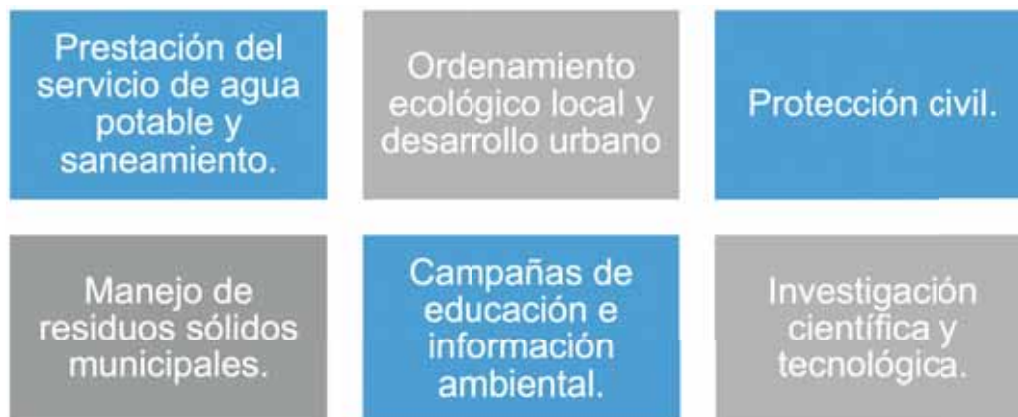 Prestación del
servicio de agua
potable y
saneamiento.
Ordenamiento
ecológico local y
desarrollo urbano
Protección civil.
Manejo de
residuos sólidos
municipales.
Campañas de
educación e
información
ambiental.
Investigación
científica y
tecnológica.